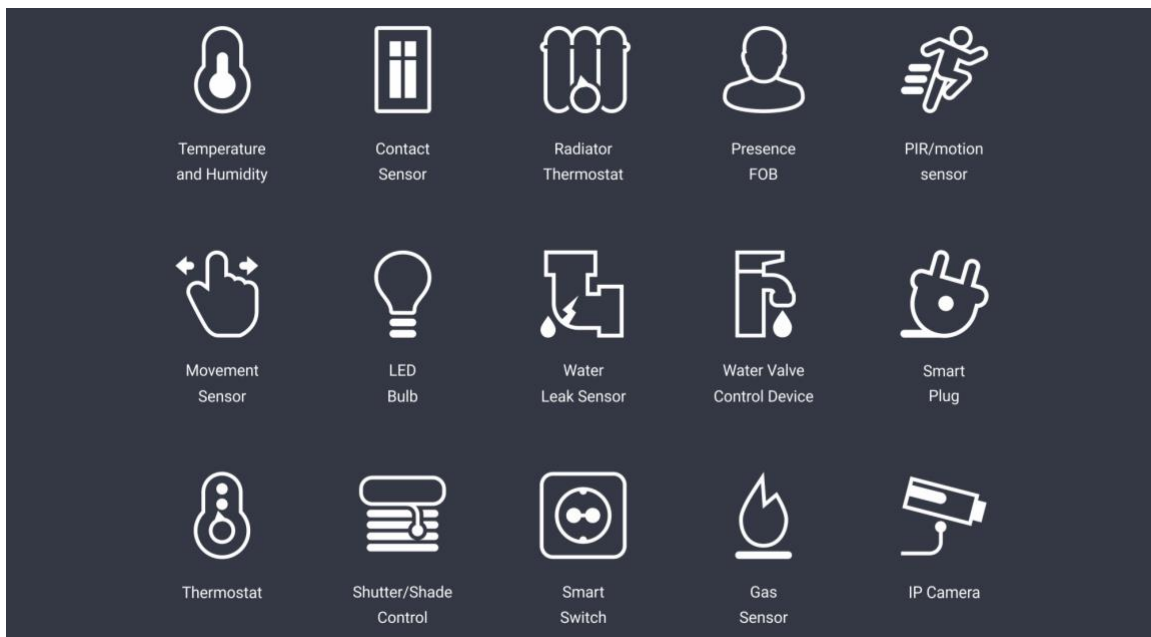 Temperature
and Humidity
Contact
Sensor
Radiator
Thermostat
Presence
FOB
PIR/motion
sensor
Movement
Sensor
LED
Bulb
Water
Leak Sensor
Water Valve
Control Device
Smart
Plug
Thermostat
Shutter/Shade
Control
Smart
Switch
Gas
Sensor
IP Camera